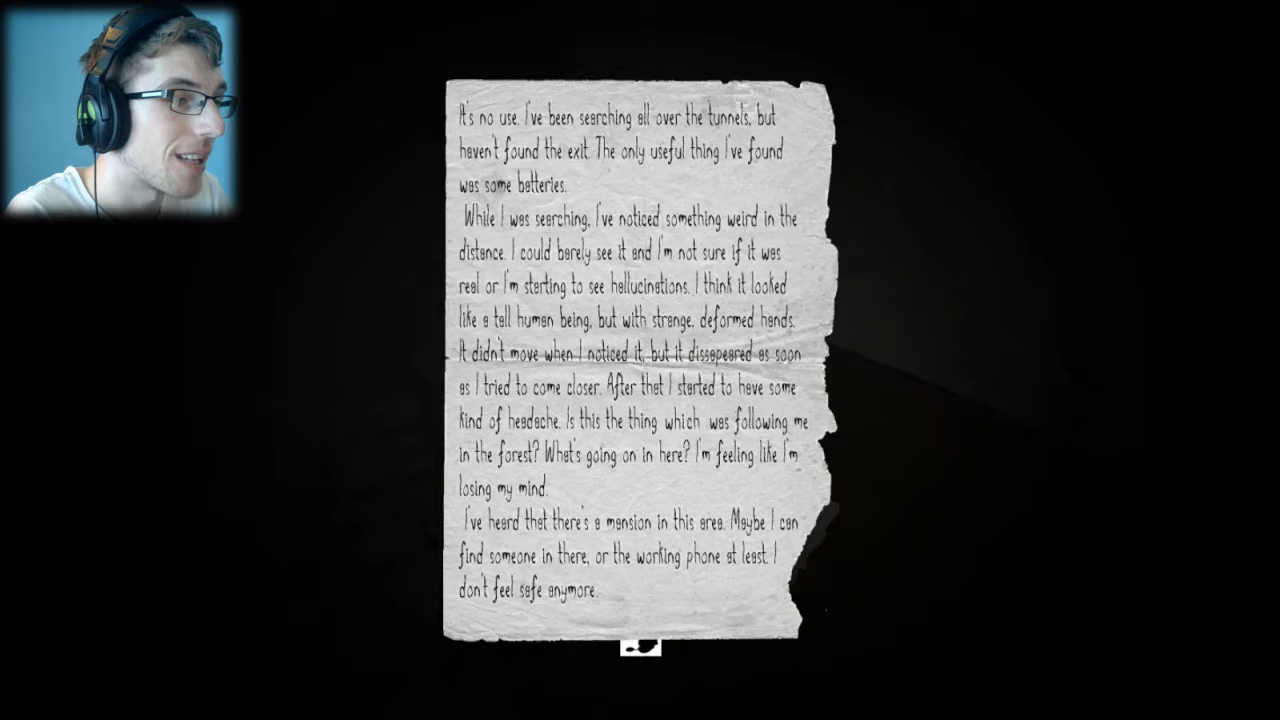 It's no use. I've been searching all over the tunnels, but
haven't found the exit. The only useful thing I've found
was some batteries.
While I was searching, I've noticed something weird in the
distance. I could barely see it and I'm not sure if it was
real or I'm starting to see hallucinations. I think it looked
like a tall human being, but with strange, deformed hands.
It didn't move when I noticed it, but it dissapeared as soon
as I tried to come closer. After that I started to have some
kind of headache. Is this the thing which was following me
in the forest? What's going on in here? I'm feeling like I'm
losing my mind.
I've heard that there's a mansion in this area. Maybe I can
find someone in there, or the working phone at least. I
don't feel safe anymore.